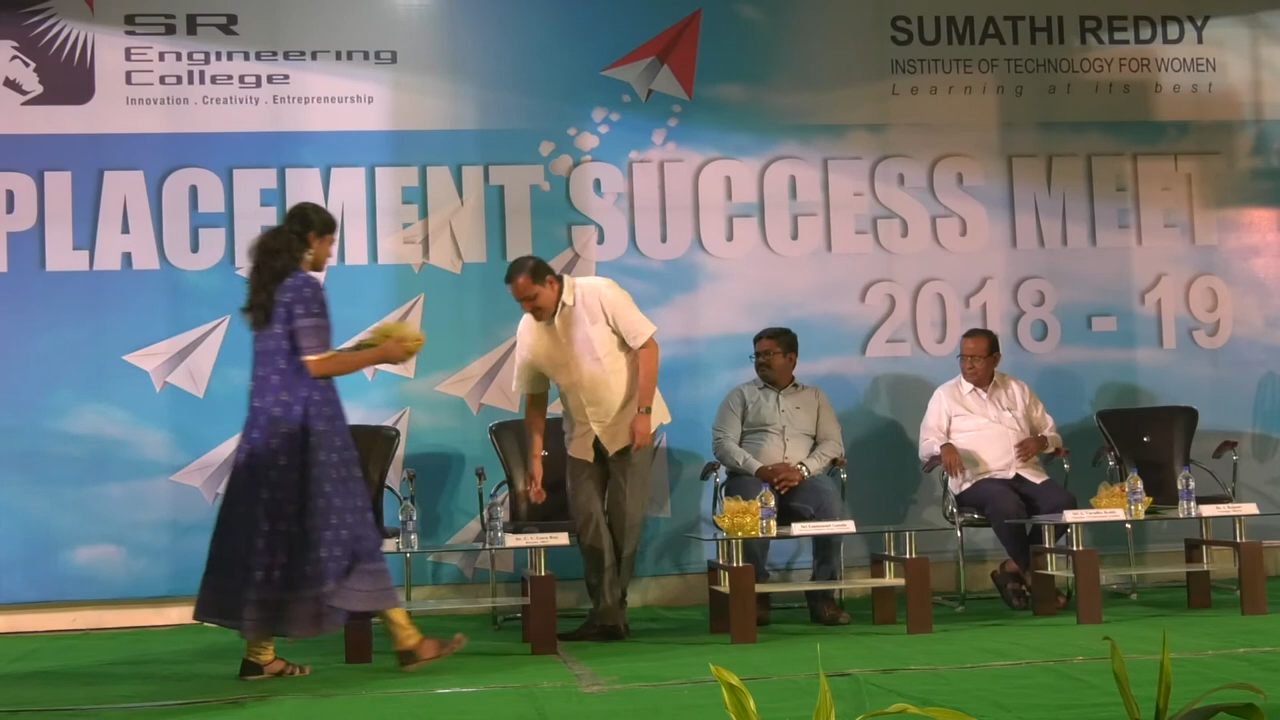 SR
Engineering
College
Innovation . Creativity . Entrepreneurship
SUMATHI REDDY
INSTITUTE OF TECHNOLOGY FOR WOMEN
Learning at its best
PLACEMENT SUCCESS MEET
2018 - 19